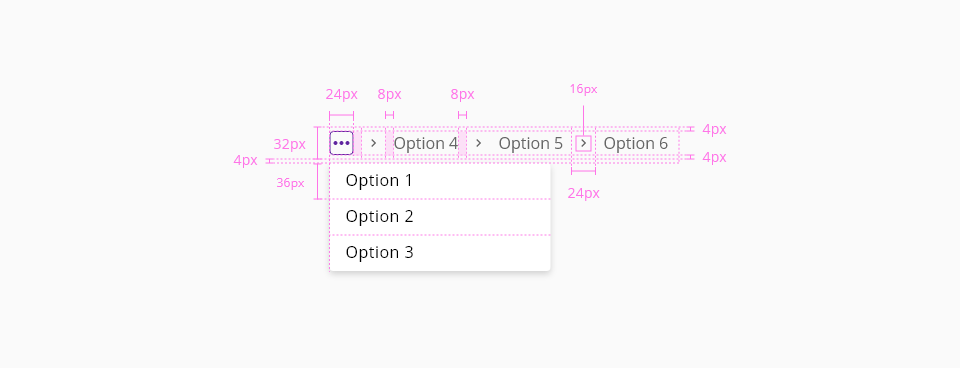 16px
24px 8px 8px
4px
32px ••• > Option 4 > Option 5 > Option 6
4px 4px
36px Option 1
24px
Option 2
Option 3